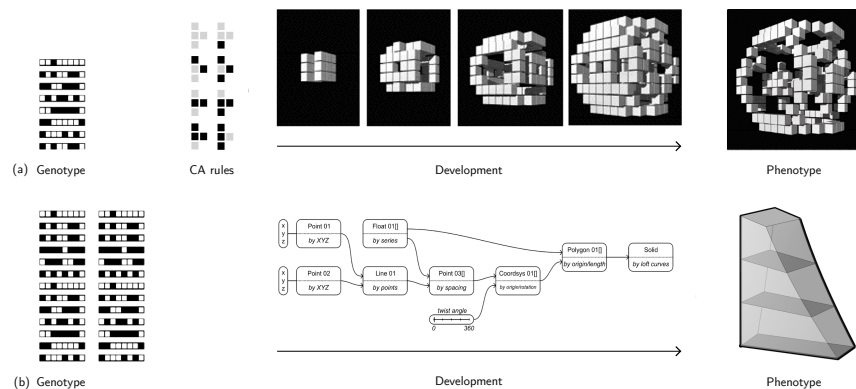 (a) Genotype
CA rules
Development
Phenotype
x
y
z
Point 01
by XYZ
Float 01[]
by series
Polygon 01[]
by origin/length
Solid
by loft curves
x
y
z
Point 02
by XYZ
Line 01
by points
Point 03[]
by spacing
Coordsys 01[]
by origin/rotation
twist angle
0 360
(b) Genotype
Development
Phenotype